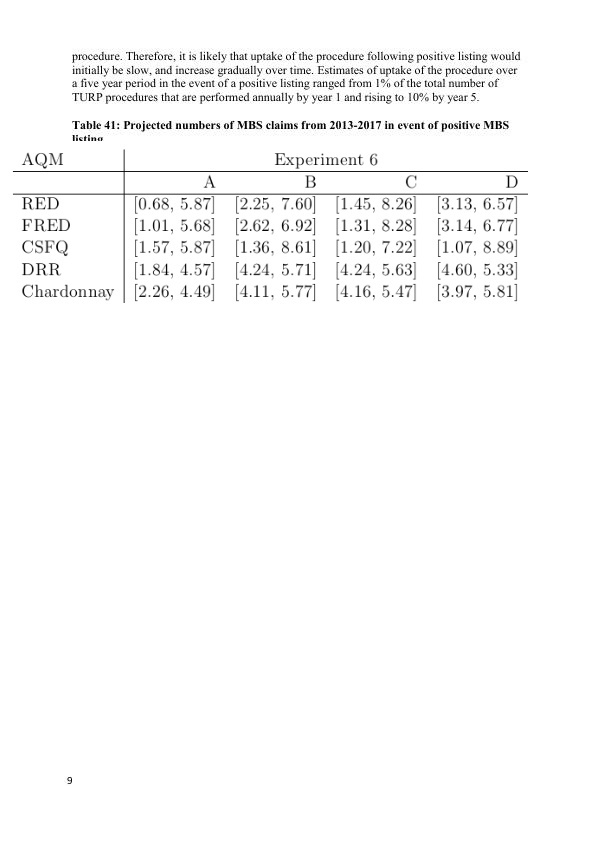 procedure. Therefore, it is likely that uptake of the procedure following positive listing would
initially be slow, and increase gradually over time. Estimates of uptake of the procedure over
a five year period in the event of a positive listing ranged from 1% of the total number of
TURP procedures that are performed annually by year 1 and rising to 10% by year 5.
Table 41: Projected numbers of MBS claims from 2013-2017 in event of positive MBS
listing
AQM Experiment 6
A B C D
RED [0.68, 5.87] [2.25, 7.60] [1.45, 8.26] [3.13, 6.57]
FRED [1.01, 5.68] [2.62, 6.92] [1.31, 8.28] [3.14, 6.77]
CSFQ [1.57, 5.87] [1.36, 8.61] [1.20, 7.22] [1.07, 8.89]
DRR [1.84, 4.57] [4.24, 5.71] [4.24, 5.63] [4.60, 5.33]
Chardonnay [2.26, 4.49] [4.11, 5.77] [4.16, 5.47] [3.97, 5.81]
9